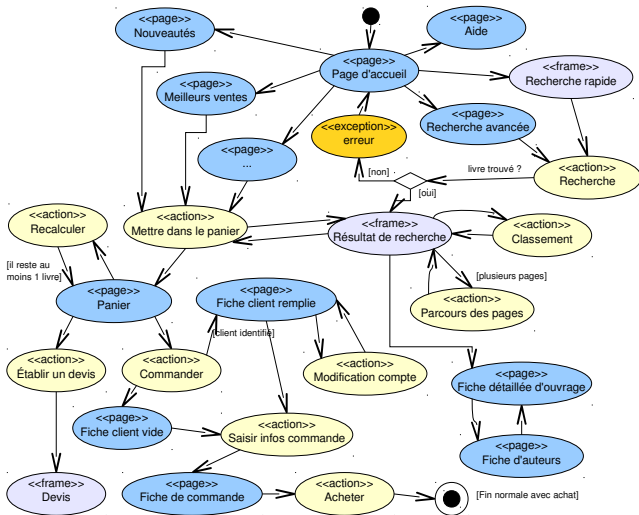 <<page>>
Nouveautés
<<page>>
Aide
<<page>>
Page d'accueil
<<frame>>
Recherche rapide
<<page>>
Meilleurs ventes
<<exception>>
erreur
<<page>>
Recherche avancée
<<page>>
...
[non]
livre trouvé ?
<<action>>
Recherche
[oui]
<<action>>
Recalculer
<<action>>
Mettre dans le panier
<<frame>>
Résultat de recherche
<<action>>
Classement
[il reste au
moins 1 livre]
[plusieurs pages]
<<page>>
Panier
<<page>>
Fiche client remplie
<<action>>
Parcours des pages
[client identifié]
<<action>>
Établir un devis
<<action>>
Commander
<<action>>
Modification compte
<<page>>
Fiche détaillée d'ouvrage
<<page>>
Fiche client vide
<<action>>
Saisir infos commande
<<page>>
Fiche d'auteurs
<<frame>>
Devis
<<page>>
Fiche de commande
<<action>>
Acheter
[Fin normale avec achat]